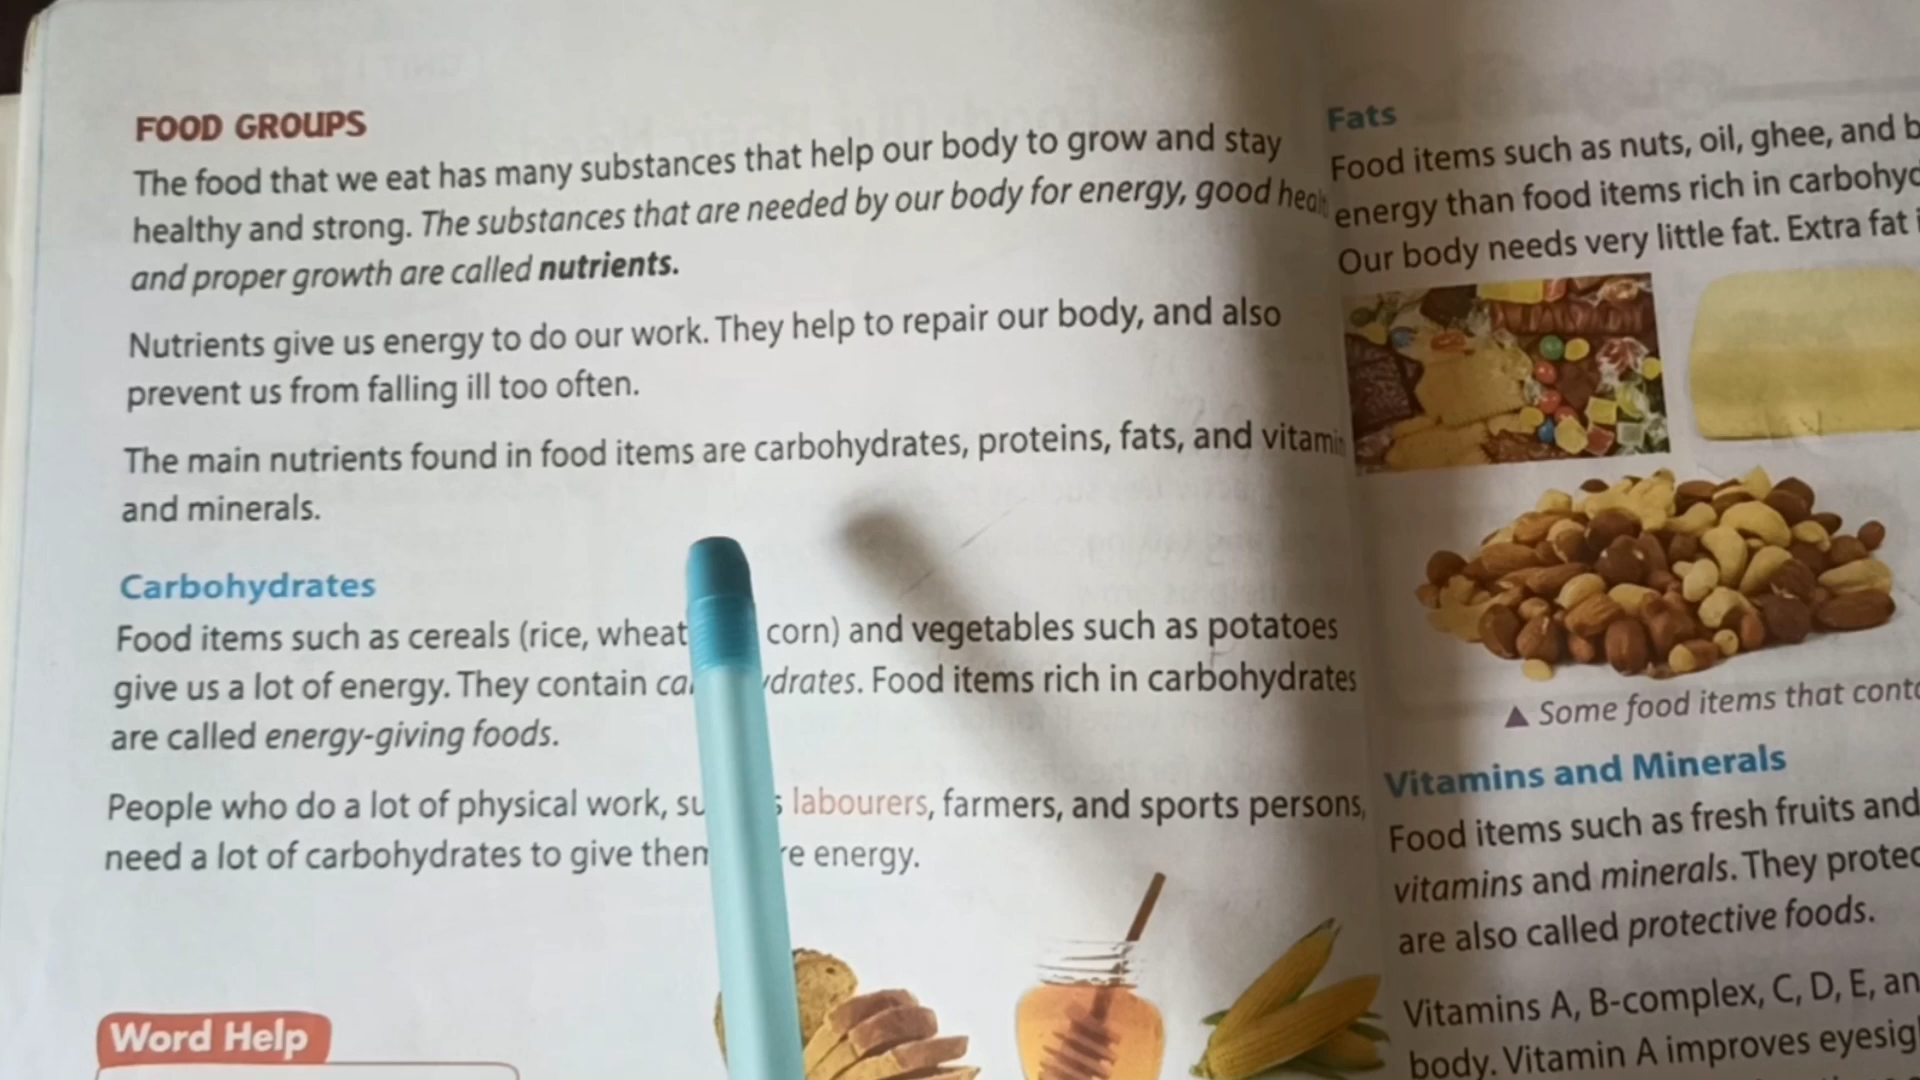 FOOD GROUPS
The food that we eat has many substances that help our body to grow and stay
healthy and strong. The substances that are needed by our body for energy, good
and proper growth are called nutrients.
Nutrients give us energy to do our work. They help to repair our body, and also
prevent us from falling ill too often.
The main nutrients found in food items are carbohydrates, proteins, fats, and
and minerals.
Carbohydrates
Food items such as cereals (rice, wheat corn) and vegetables such as potatoes
give us a lot of energy. They contain Food items rich in carbohydrates
are called energy-giving foods.
People who do a lot of physical work, labourers, farmers, and sports persons,
need a lot of carbohydrates to give energy.
Word Help
Fats
Food items such as nuts, oil, ghee, and
energy than food items rich in
Our body needs very little fat. Extra fat
▲ Some food items that
Vitamins and Minerals
Food items such as fresh fruits and
vitamins and minerals. They
are also called protective foods.
Vitamins A, B-complex, C, D, E,
body. Vitamin A improves